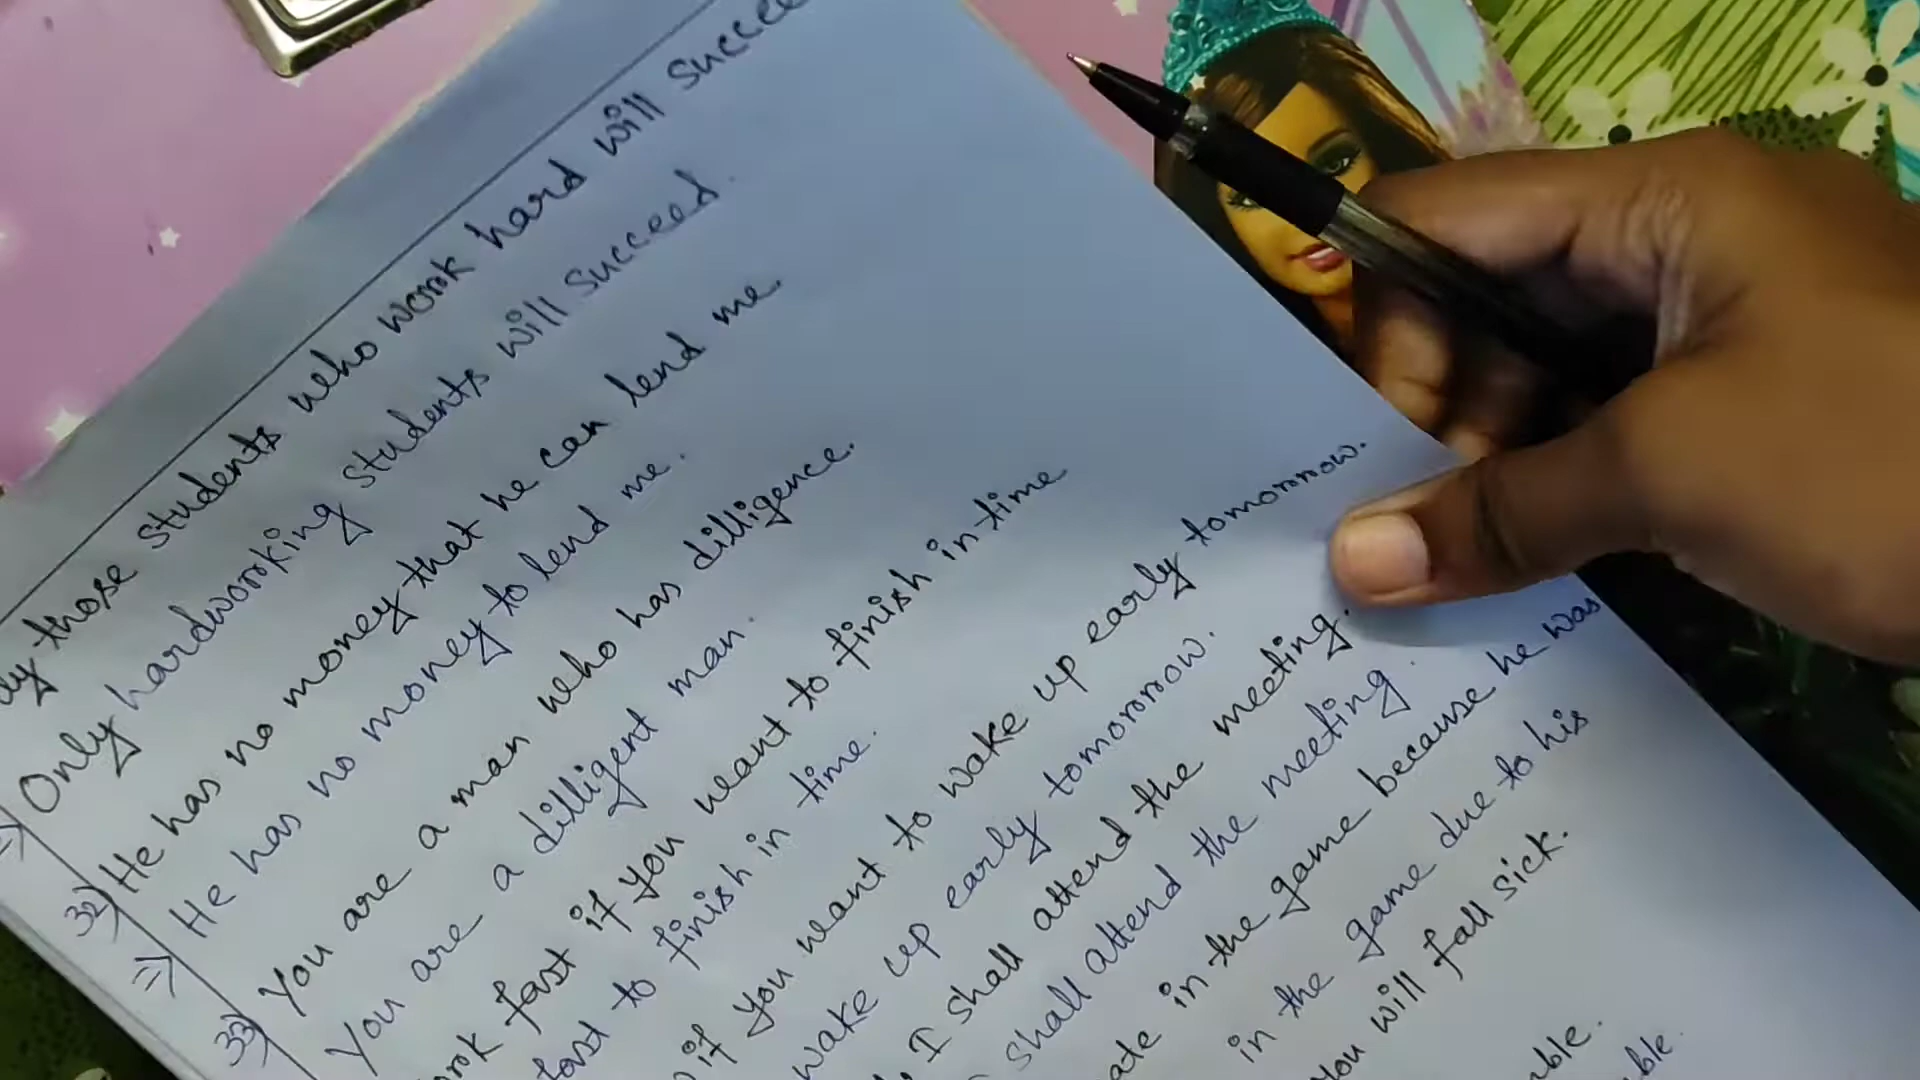 those students who work hard will
=> Only hardworking students will succeed.
32) He has no money that he can lend me.
=> He has no money to lend me.
33) You are a man who has dilligence.
You are a dilligent man.
fast if you want to finish in time
fast to finish in time.
if you want to wake up early tomorrow.
wake up early tomorrow.
I shall attend the meeting.
shall attend the meeting.
in the game because he was
in the game due to his
you will fall sick.